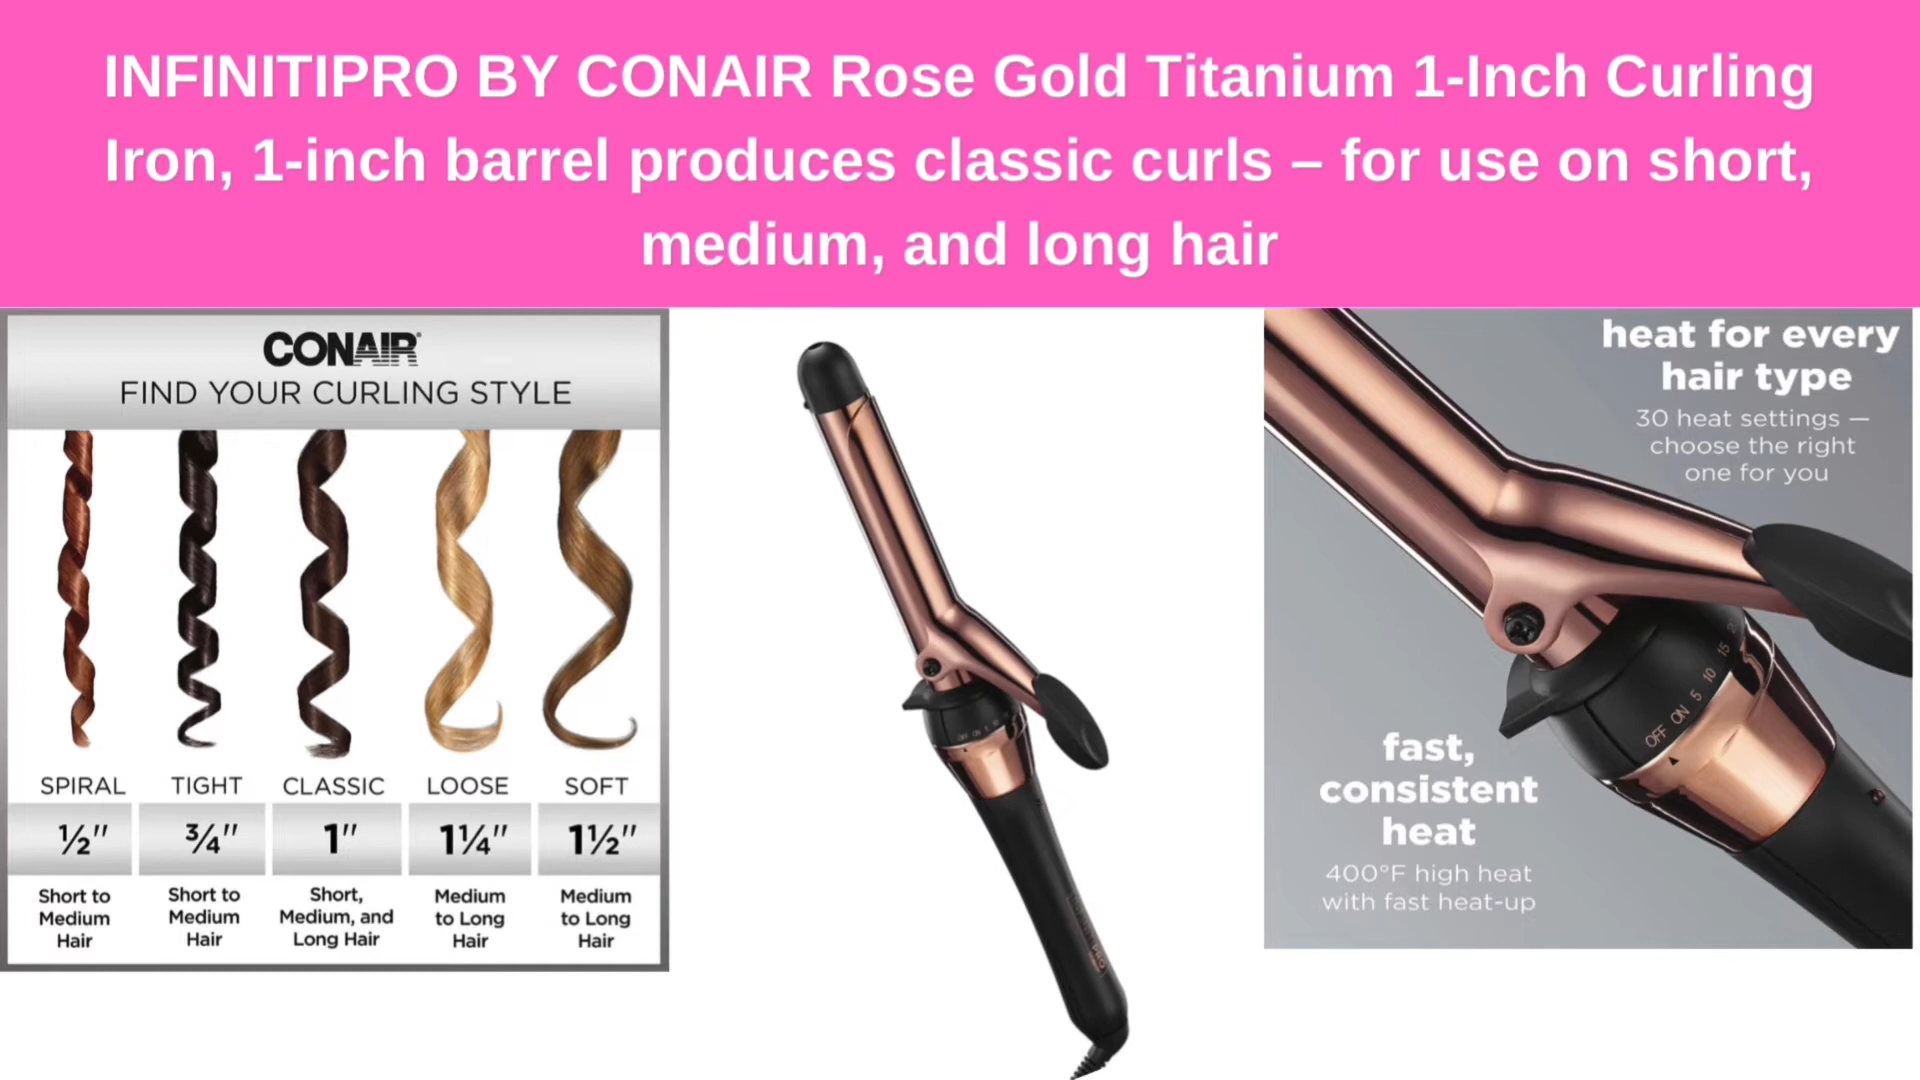 INFINITIPRO BY CONAIR Rose Gold Titanium 1-Inch Curling
Iron, 1-inch barrel produces classic curls – for use on short,
medium, and long hair
CONAIR
FIND YOUR CURLING STYLE
SPIRAL TIGHT CLASSIC LOOSE SOFT
½" ¾" 1" 1¼" 1½"
Short to
Medium
Hair
Short to
Medium
Hair
Short,
Medium, and
Long Hair
Medium
to Long
Hair
Medium
to Long
Hair
heat for every
hair type
30 heat settings —
choose the right
one for you
OFF ON 5 10 15
fast,
consistent
heat
400°F high heat
with fast heat-up